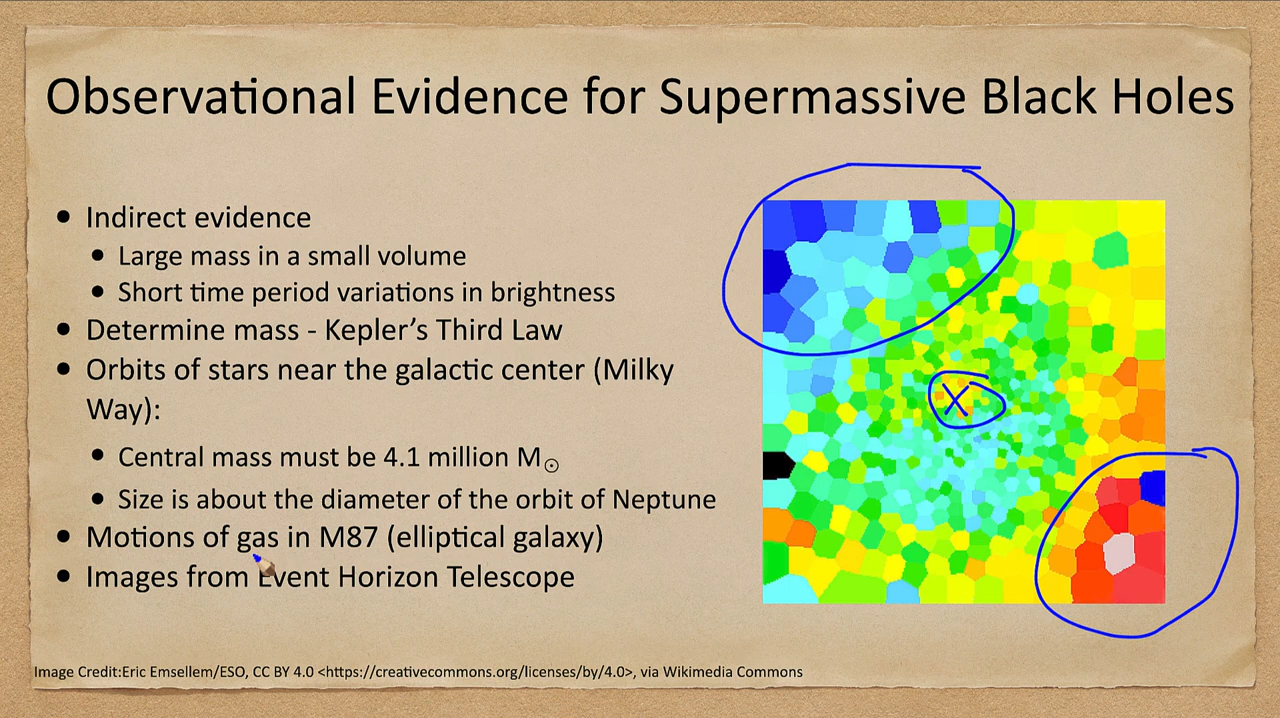 Observational Evidence for Supermassive Black Holes
• Indirect evidence
• Large mass in a small volume
• Short time period variations in brightness
• Determine mass - Kepler’s Third Law
• Orbits of stars near the galactic center (Milky
Way):
• Central mass must be 4.1 million M☉
• Size is about the diameter of the orbit of Neptune
• Motions of gas in M87 (elliptical galaxy)
• Images from Event Horizon Telescope
X
Image Credit:Eric Emsellem/ESO, CC BY 4.0 <https://creativecommons.org/licenses/by/4.0>, via Wikimedia Commons